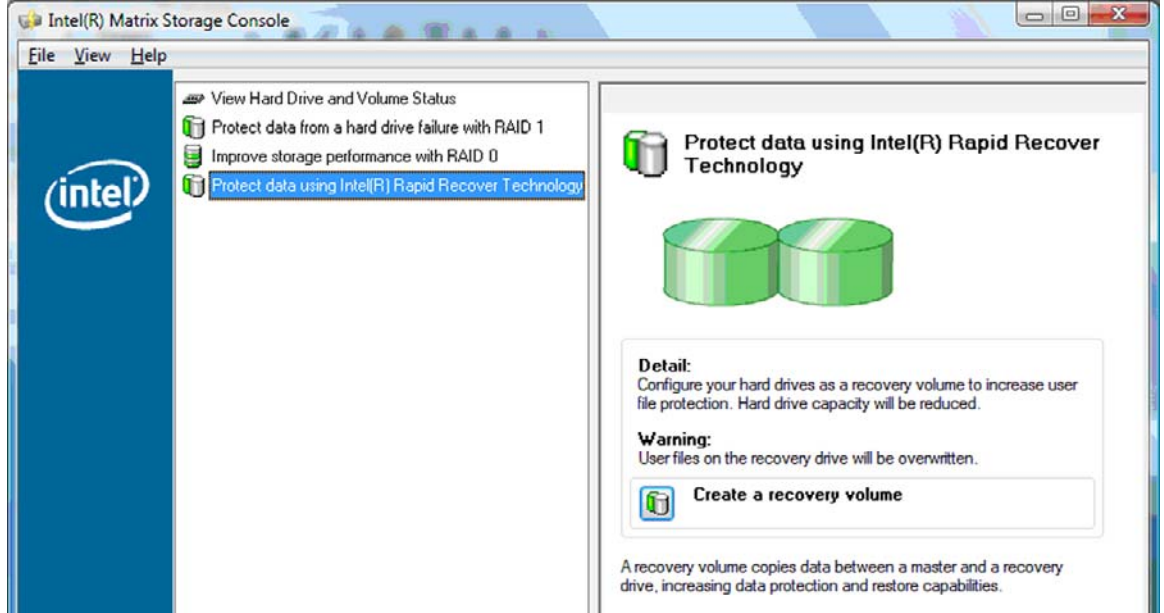 Intel(R) Matrix Storage Console
File View Help
intel
View Hard Drive and Volume Status
Protect data from a hard drive failure with RAID 1
Improve storage performance with RAID 0
Protect data using Intel(R) Rapid Recover Technology
Protect data using Intel(R) Rapid Recover
Technology
Detail:
Configure your hard drives as a recovery volume to increase user
file protection. Hard drive capacity will be reduced.
Warning:
User files on the recovery drive will be overwritten.
Create a recovery volume
A recovery volume copies data between a master and a recovery
drive, increasing data protection and restore capabilities.